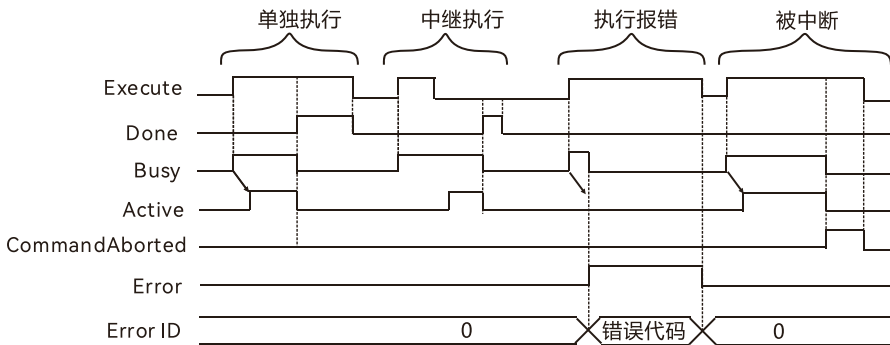 单独执行 中继执行 执行报错 被中断
Execute
Done
Busy
Active
CommandAborted
Error
Error ID 0 错误代码 0